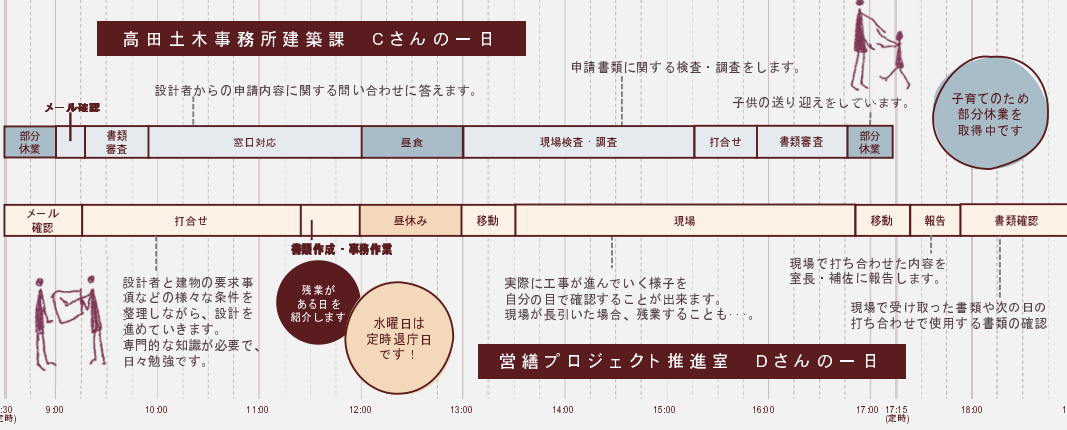 高田土木事務所建築課　Cさんの一日
申請書類に関する検査・調査をします。
設計者からの申請内容に関する問い合わせに答えます。
子供の送り迎えをしています。
子育てのため
部分休業を
取得中です
メール確認
部分
休業
書類
審査
窓口対応
昼食
現場検査・調査
打合せ
書類審査
部分
休業
メール
確認
打合せ
昼休み
移動
現場
移動
報告
書類確認
書類作成・事務作業
残業が
ある日を
紹介します
水曜日は
定時退庁日
です！
設計者と建物の要求事
項などの様々な条件を
整理しながら、設計を
進めていきます。
専門的な知識が必要で、
日々勉強です。
実際に工事が進んでいく様子を
自分の目で確認することが出来ます。
現場が長引いた場合、残業することも・・・。
現場で打ち合わせた内容を
室長・補佐に報告します。
現場で受け取った書類や次の日の
打ち合わせで使用する書類の確認
営繕プロジェクト推進室　Dさんの一日
:30 9:00 10:00 11:00 12:00 13:00 14:00 15:00 16:00 17:00 17:15 18:00 1
定時) (定時)